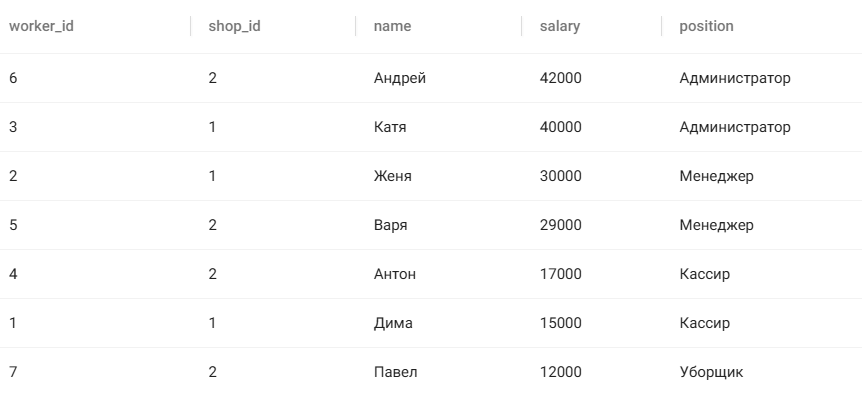 worker_id shop_id name salary position
6 2 Андрей 42000 Администратор
3 1 Катя 40000 Администратор
2 1 Женя 30000 Менеджер
5 2 Варя 29000 Менеджер
4 2 Антон 17000 Кассир
1 1 Дима 15000 Кассир
7 2 Павел 12000 Уборщик